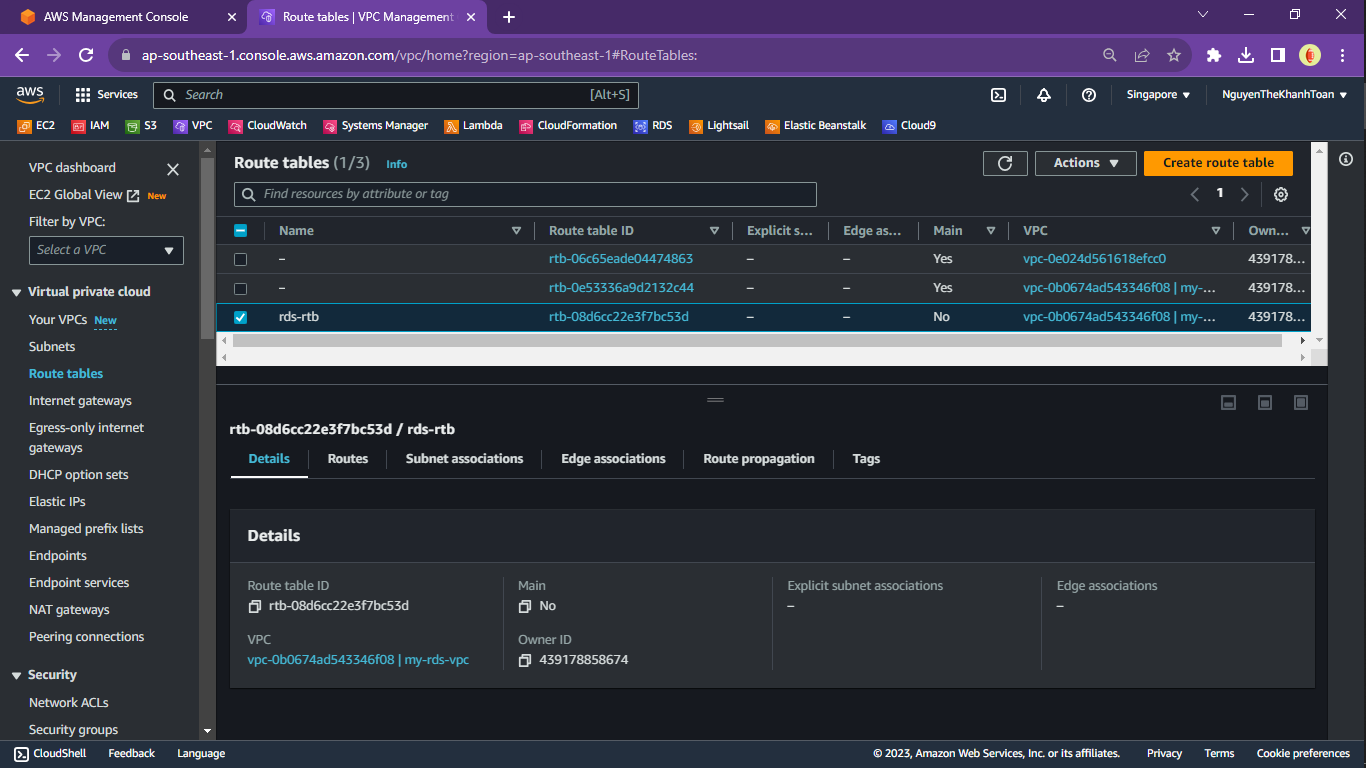 AWS Management Console
Route tables | VPC Management
ap-southeast-1.console.aws.amazon.com/vpc/home?region=ap-southeast-1#RouteTables:
aws
Services
Search
[Alt+S]
Singapore
NguyenTheKhanhToan
EC2
IAM
S3
VPC
CloudWatch
Systems Manager
Lambda
CloudFormation
RDS
Lightsail
Elastic Beanstalk
Cloud9
VPC dashboard
EC2 Global View New
Filter by VPC:
Select a VPC
Virtual private cloud
Your VPCs New
Subnets
Route tables
Internet gateways
Egress-only internet
gateways
DHCP option sets
Elastic IPs
Managed prefix lists
Endpoints
Endpoint services
NAT gateways
Peering connections
Security
Network ACLs
Security groups
Route tables (1/3) Info
Actions
Create route table
Find resources by attribute or tag
1
Name Route table ID Explicit s... Edge as... Main VPC Own...
– rtb-06c65eade04474863 – – Yes vpc-0e024d561618efcc0 439178...
– rtb-0e53336a9d2132c44 – – Yes vpc-0b0674ad543346f08 | my-... 439178...
rds-rtb rtb-08d6cc22e3f7bc53d – – No vpc-0b0674ad543346f08 | my-... 439178...
rtb-08d6cc22e3f7bc53d / rds-rtb
Details Routes Subnet associations Edge associations Route propagation Tags
Details
Route table ID
rtb-08d6cc22e3f7bc53d
Main
No
Explicit subnet associations
–
Edge associations
–
VPC
vpc-0b0674ad543346f08 | my-rds-vpc
Owner ID
439178858674
CloudShell Feedback Language
© 2023, Amazon Web Services, Inc. or its affiliates. Privacy Terms Cookie preferences